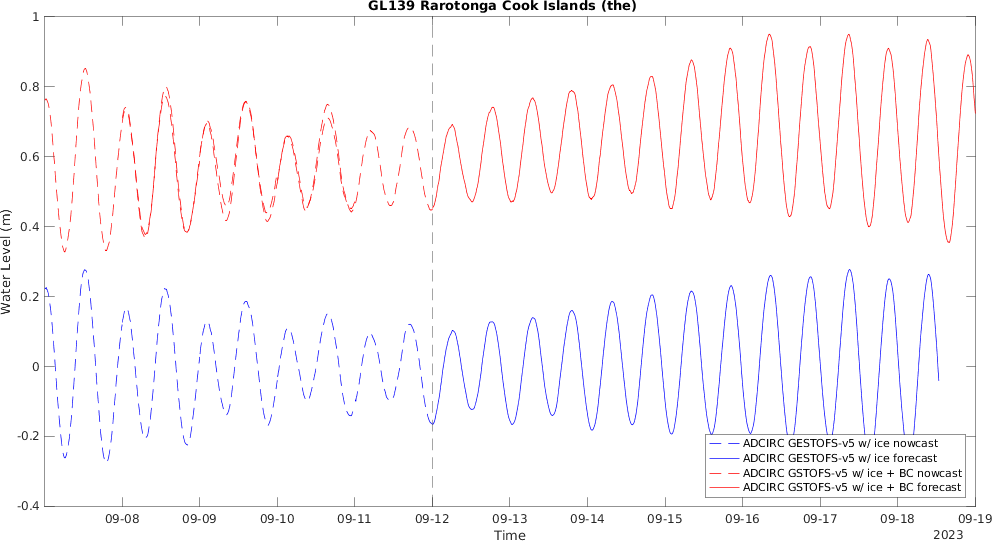 GL139 Rarotonga Cook Islands (the)
Water Level (m)
1
0.8
0.6
0.4
0.2
0
-0.2
-0.4
ADCIRC GESTOFS-v5 w/ ice nowcast
ADCIRC GESTOFS-v5 w/ ice forecast
ADCIRC GSTOFS-v5 w/ ice + BC nowcast
ADCIRC GSTOFS-v5 w/ ice + BC forecast
09-08 09-09 09-10 09-11 09-12 09-13 09-14 09-15 09-16 09-17 09-18 09-19
Time
2023